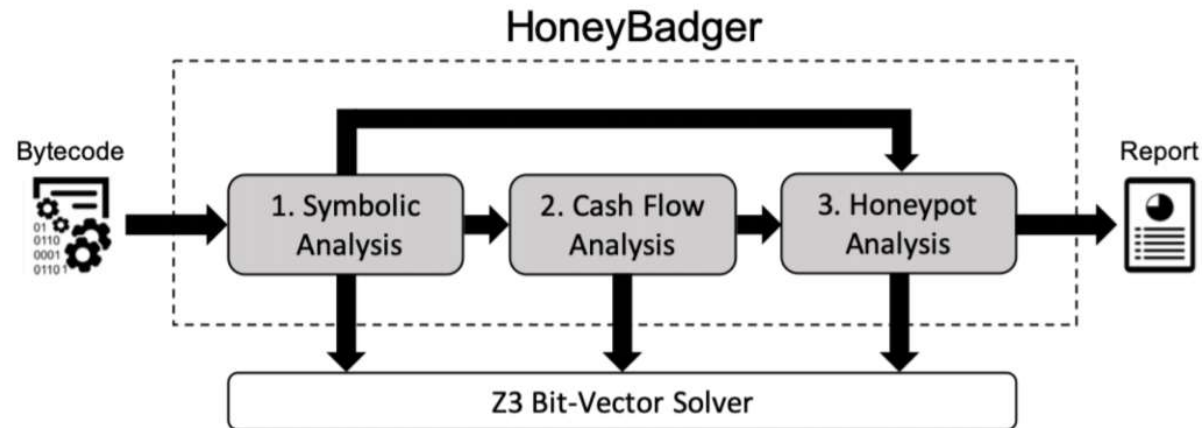 HoneyBadger
Bytecode
01
0110
0001
01101
1. Symbolic
Analysis
2. Cash Flow
Analysis
3. Honeypot
Analysis
Report
Z3 Bit-Vector Solver